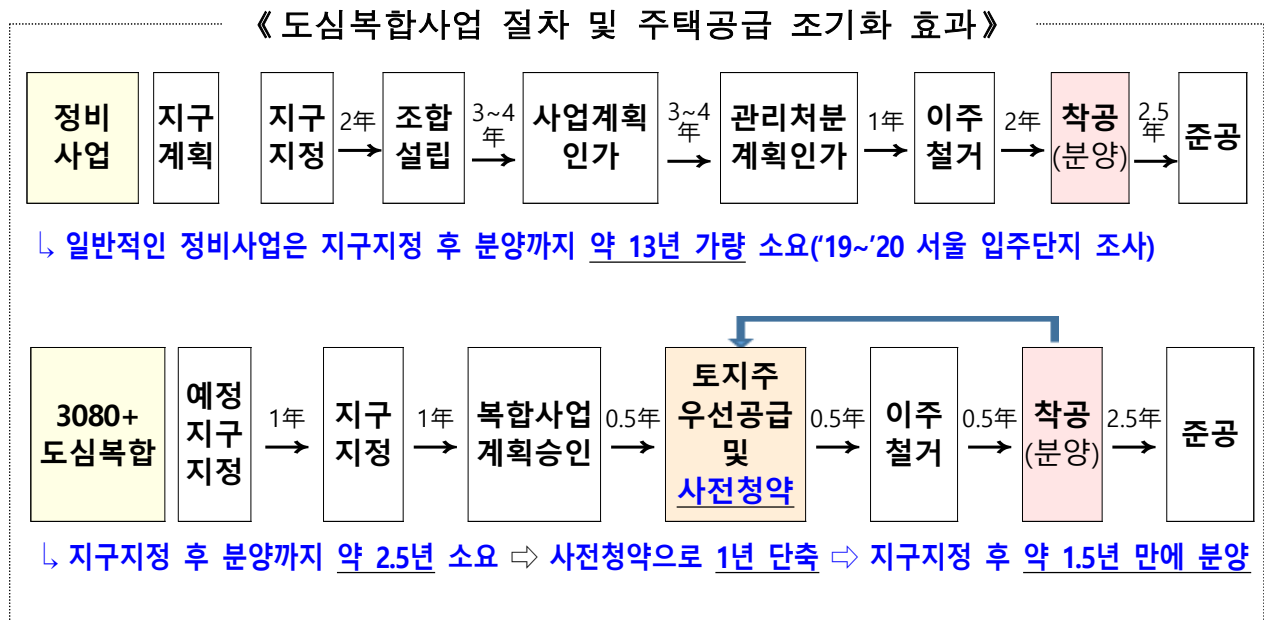 《 도심복합사업 절차 및 주택공급 조기화 효과》
정비
사업
지구
계획
지구
지정
2年
조합
설립
3~4
年
사업계획
인가
3~4
年
관리처분
계획인가
1年
이주
철거
2年
착공
(분양)
2.5
年
준공
↳ 일반적인 정비사업은 지구지정 후 분양까지 약 13년 가량 소요('19~'20 서울 입주단지 조사)
3080+
도심복합
예정
지구
지정
1年
지구
지정
1年
복합사업
계획승인
0.5年
토지주
우선공급
및
사전청약
0.5年
이주
철거
0.5年
착공
(분양)
2.5年
준공
↳ 지구지정 후 분양까지 약 2.5년 소요 ⇨ 사전청약으로 1년 단축 ⇨ 지구지정 후 약 1.5년 만에 분양